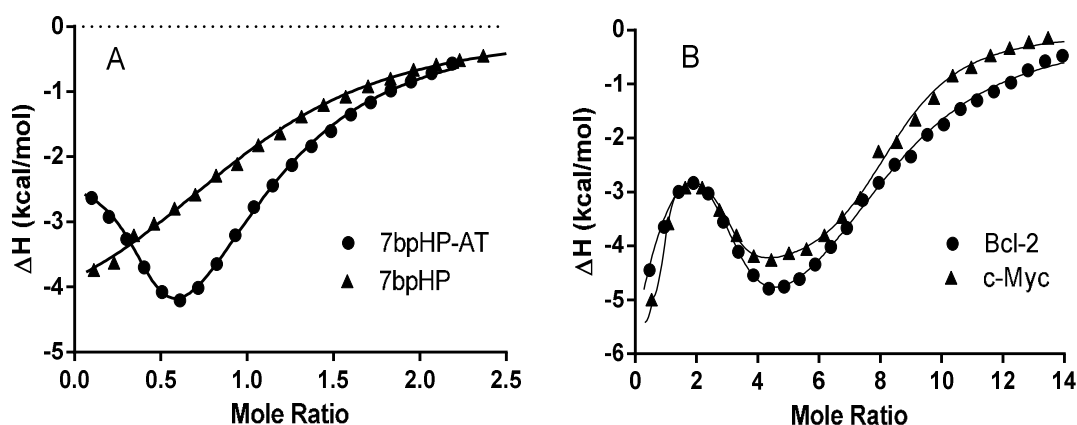 A
ΔH (kcal/mol)
0
-1
-2
-3
-4
-5
0.0 0.5 1.0 1.5 2.0 2.5
Mole Ratio
7bpHP-AT
7bpHP
B
ΔH (kcal/mol)
0
-1
-2
-3
-4
-5
-6
0 2 4 6 8 10 12 14
Mole Ratio
Bcl-2
c-Myc